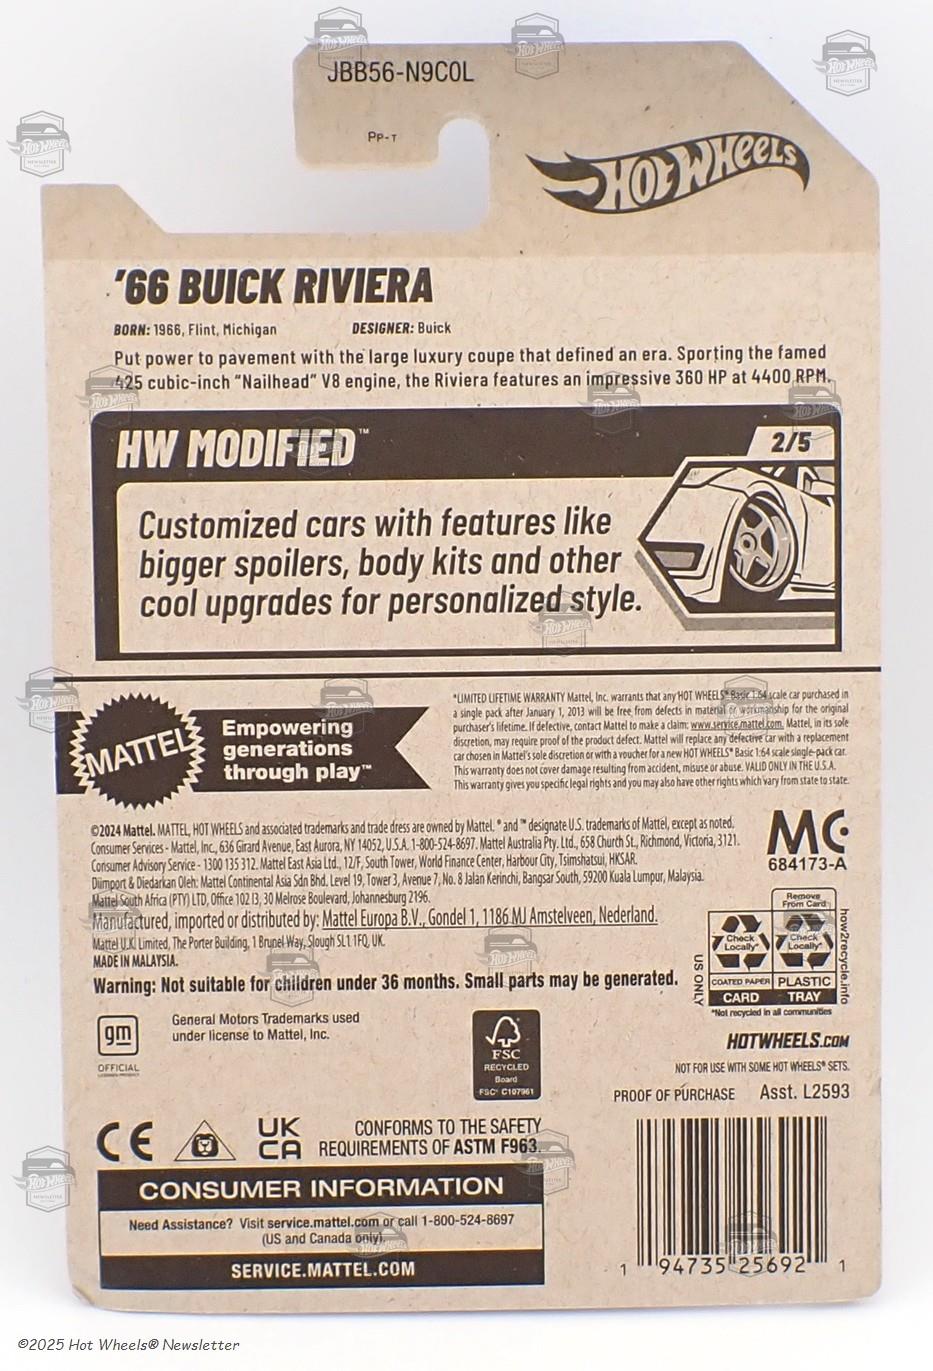 JBB56-N9C0L
Pp-T
HOT WHEELS
'66 BUICK RIVIERA
BORN: 1966, Flint, Michigan DESIGNER: Buick
Put power to pavement with the large luxury coupe that defined an era. Sporting the famed
425 cubic-inch “Nailhead” V8 engine, the Riviera features an impressive 360 HP at 4400 RPM.
HW MODIFIED™
2/5
Customized cars with features like
bigger spoilers, body kits and other
cool upgrades for personalized style.
MATTEL
Empowering
generations
through play™
*LIMITED LIFETIME WARRANTY Mattel, Inc. warrants that any HOT WHEELS® Basic 1:64 scale car purchased in
a single pack after January 1, 2013 will be free from defects in material or workmanship for the original
purchaser's lifetime. If defective, contact Mattel to make a claim: www.service.mattel.com. Mattel, in its sole
discretion, may require proof of the product defect. Mattel will replace any defective car with a replacement
car chosen in Mattel's sole discretion or with a voucher for a new HOT WHEELS® Basic 1:64 scale single-pack car.
This warranty does not cover damage resulting from accident, misuse or abuse. VALID ONLY IN THE U.S.A.
This warranty gives you specific legal rights and you may also have other rights which vary from state to state.
©2024 Mattel. MATTEL, HOT WHEELS and associated trademarks and trade dress are owned by Mattel. ® and ™ designate U.S. trademarks of Mattel, except as noted.
Consumer Services - Mattel, Inc., 636 Girard Avenue, East Aurora, NY 14052, U.S.A. 1-800-524-8697. Mattel Australia Pty. Ltd., 658 Church St., Richmond, Victoria, 3121.
Consumer Advisory Service - 1300 135 312. Mattel East Asia Ltd., 12/F, South Tower, World Finance Center, Harbour City, Tsimshatsui, HKSAR.
Diimport & Diedarkan Oleh: Mattel Continental Asia Sdn Bhd. Level 19, Tower 3, Avenue 7, No. 8 Jalan Kerinchi, Bangsar South, 59200 Kuala Lumpur, Malaysia.
Mattel South Africa (PTY) LTD, Office 102 I3, 30 Melrose Boulevard, Johannesburg 2196.
Manufactured, imported or distributed by: Mattel Europa B.V., Gondel 1, 1186 MJ Amstelveen, Nederland.
Mattel U.K. Limited, The Porter Building, 1 Brunel Way, Slough SL1 1FQ, UK.
MADE IN MALAYSIA.
Warning: Not suitable for children under 36 months. Small parts may be generated.
MC
684173-A
US ONLY
Check
Locally*
COATED PAPER
CARD
Remove
From Card
Check
Locally*
PLASTIC
TRAY
how2recycle.info
*Not recycled in all communities
gm
OFFICIAL
LICENSED PRODUCT
General Motors Trademarks used
under license to Mattel, Inc.
FSC
RECYCLED
Board
FSC® C107961
HOTWHEELS.COM
NOT FOR USE WITH SOME HOT WHEELS® SETS.
PROOF OF PURCHASE Asst. L2593
CE
UK
CA
CONFORMS TO THE SAFETY
REQUIREMENTS OF ASTM F963.
CONSUMER INFORMATION
Need Assistance? Visit service.mattel.com or call 1-800-524-8697
(US and Canada only).
SERVICE.MATTEL.COM
1 94735 25692 1
©2025 Hot Wheels® Newsletter